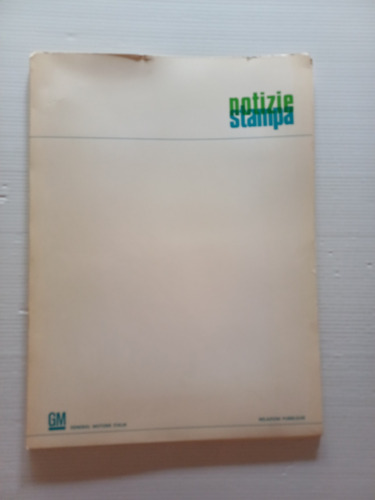 notizie
stampa
GM GENERAL MOTORS ITALIA RELAZIONI PUBBLICHE